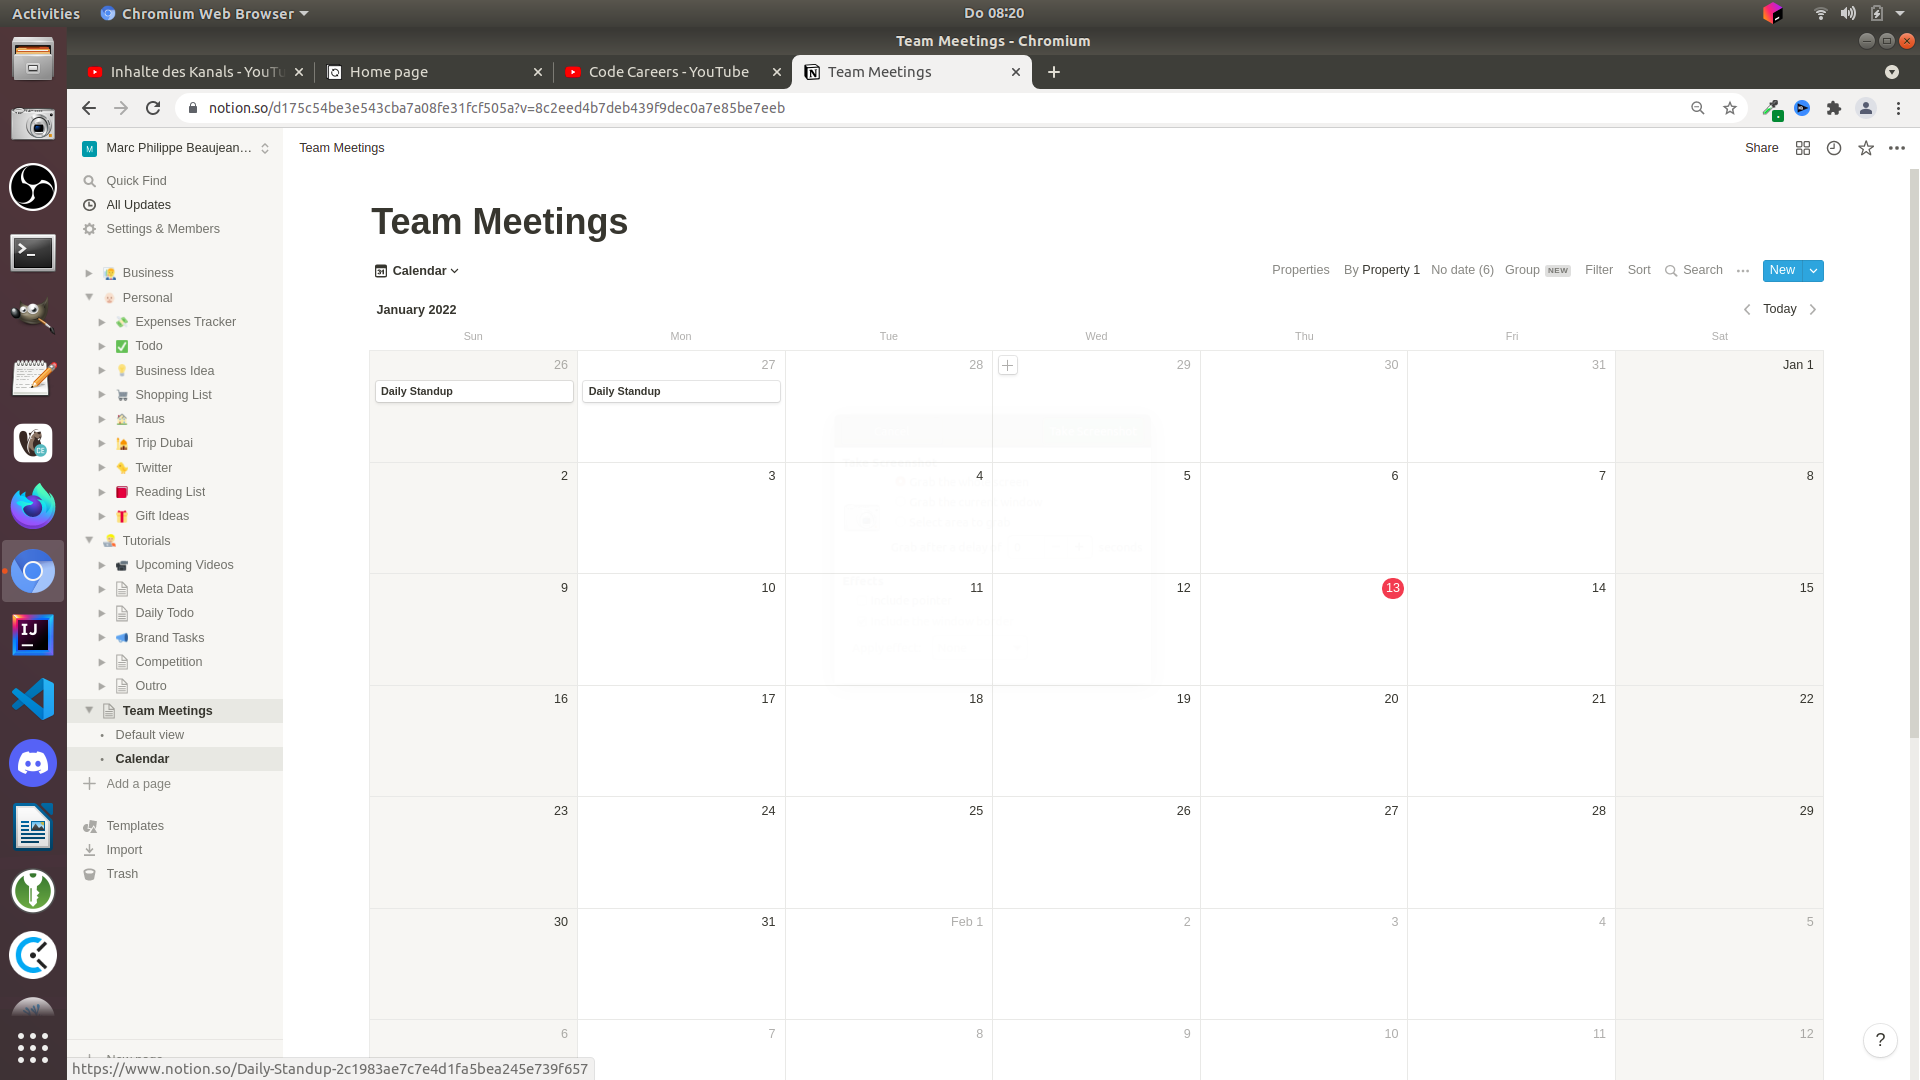 Activities
Chromium Web Browser
Do 08:20
Team Meetings - Chromium
Inhalte des Kanals - YouTu
Home page
Code Careers - YouTube
Team Meetings
notion.so/d175c54be3e543cba7a08fe31fcf505a?v=8c2eed4b7deb439f9dec0a7e85be7eeb
M
Marc Philippe Beaujean...
Team Meetings
Share
Quick Find
All Updates
Settings & Members
Business
Personal
Expenses Tracker
Todo
Business Idea
Shopping List
Haus
Trip Dubai
Twitter
Reading List
Gift Ideas
Tutorials
Upcoming Videos
Meta Data
Daily Todo
Brand Tasks
Competition
Outro
Team Meetings
Default view
Calendar
Add a page
Templates
Import
Trash
Team Meetings
Calendar
Properties
By Property 1
No date (6)
Group NEW
Filter
Sort
Search
New
January 2022
Today
Sun Mon Tue Wed Thu Fri Sat
26 27 28 29 30 31 Jan 1
Daily Standup
Daily Standup
2 3 4 5 6 7 8
9 10 11 12 13 14 15
16 17 18 19 20 21 22
23 24 25 26 27 28 29
30 31 Feb 1 2 3 4 5
6 7 8 9 10 11 12
?
https://www.notion.so/Daily-Standup-2c1983ae7c7e4d1fa5bea245e739f657